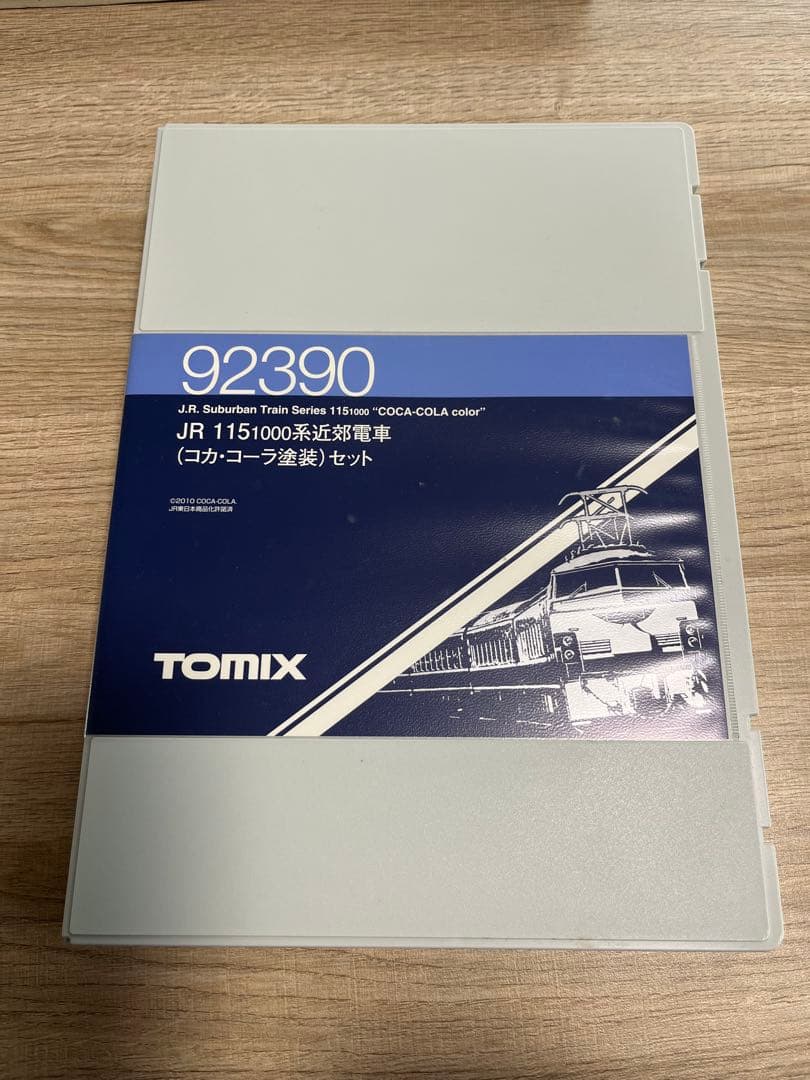 92390
J.R. Suburban Train Series 1151000 "COCA-COLA color"
JR 1151000系近郊電車
(コカ・コーラ塗装)セット
©2010 COCA-COLA.
JR東日本商品化許諾済
TOMIX